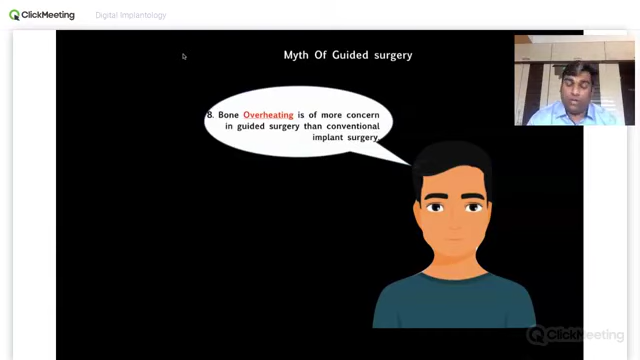 ClickMeeting
Digital Implantology
Myth Of Guided surgery
8. Bone Overheating is of more concern
in guided surgery than conventional
implant surgery.
ClickMeeting